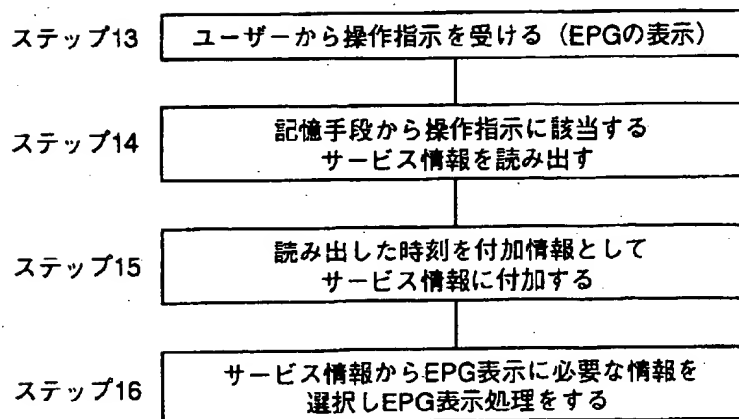 ステップ13
ユーザーから操作指示を受ける（EPGの表示）
ステップ14
記憶手段から操作指示に該当する
サービス情報を読み出す
ステップ15
読み出した時刻を付加情報として
サービス情報に付加する
ステップ16
サービス情報からEPG表示に必要な情報を
選択しEPG表示処理をする